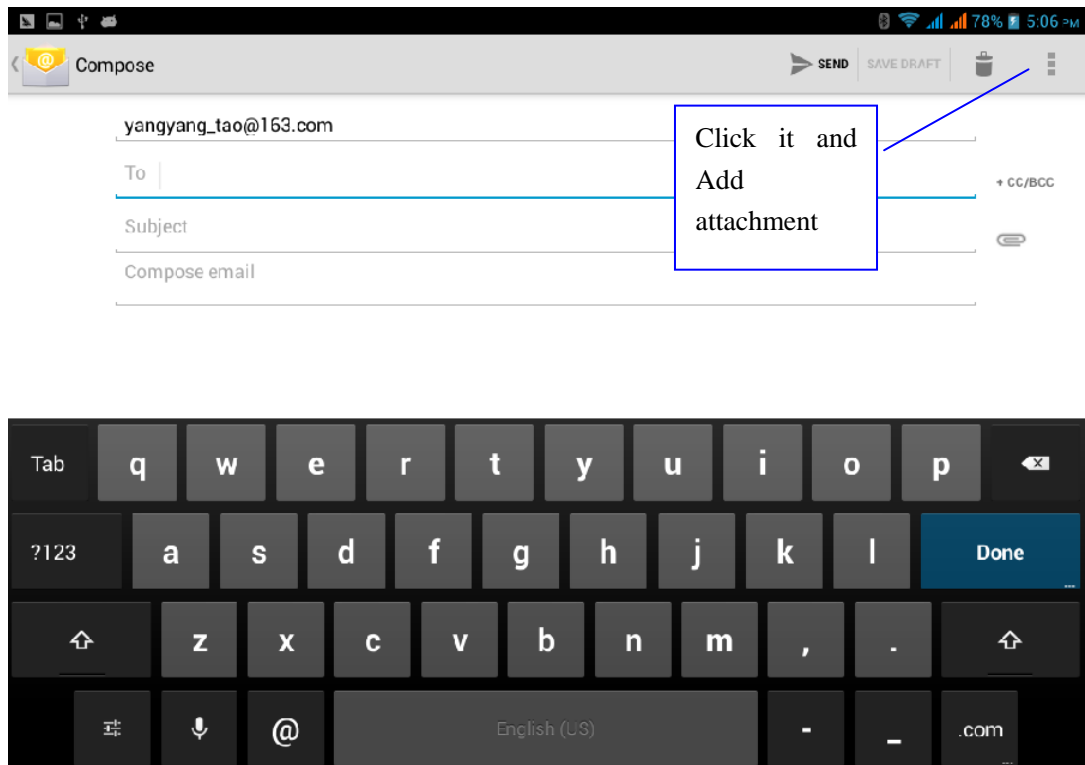 78% 5:06 PM
Compose SEND SAVE DRAFT
yangyang_tao@163.com
Click it and
Add
attachment
To
+ CC/BCC
Subject
Compose email
Tab q w e r t y u i o p
?123 a s d f g h j k l Done
z x c v b n m , .
@ English (US) - _ .com